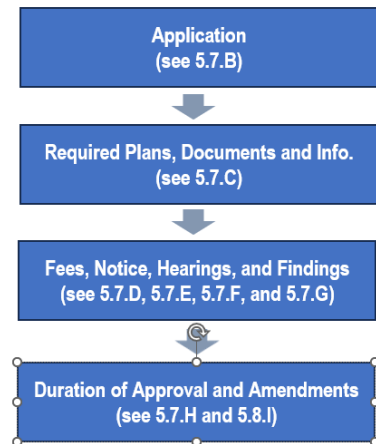 Application
(see 5.7.B)
Required Plans, Documents and Info.
(see 5.7.C)
Fees, Notice, Hearings, and Findings
(see 5.7.D, 5.7.E, 5.7.F, and 5.7.G)
Duration of Approval and Amendments
(see 5.7.H and 5.8.I)